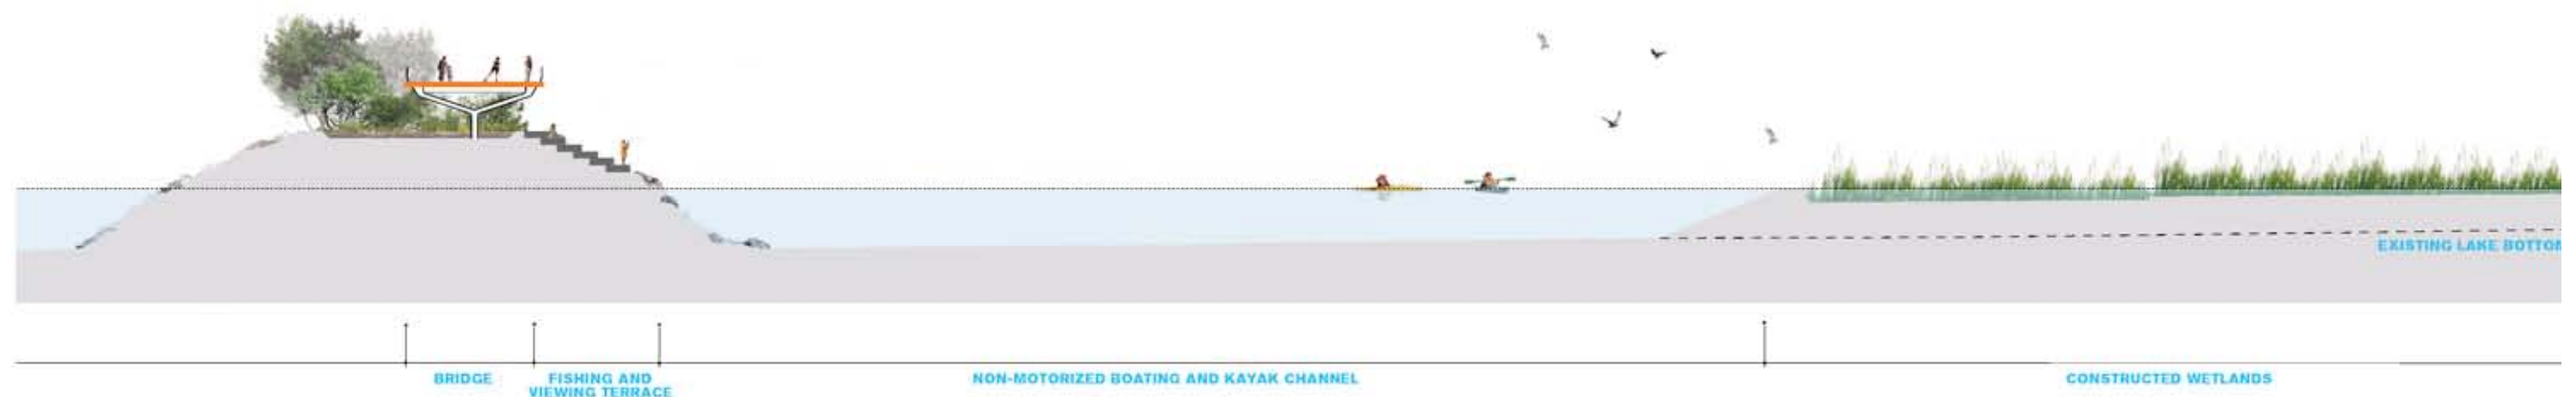 EXISTING LAKE BOTTOM
BRIDGE
FISHING AND
VIEWING TERRACE
NON-MOTORIZED BOATING AND KAYAK CHANNEL
CONSTRUCTED WETLANDS